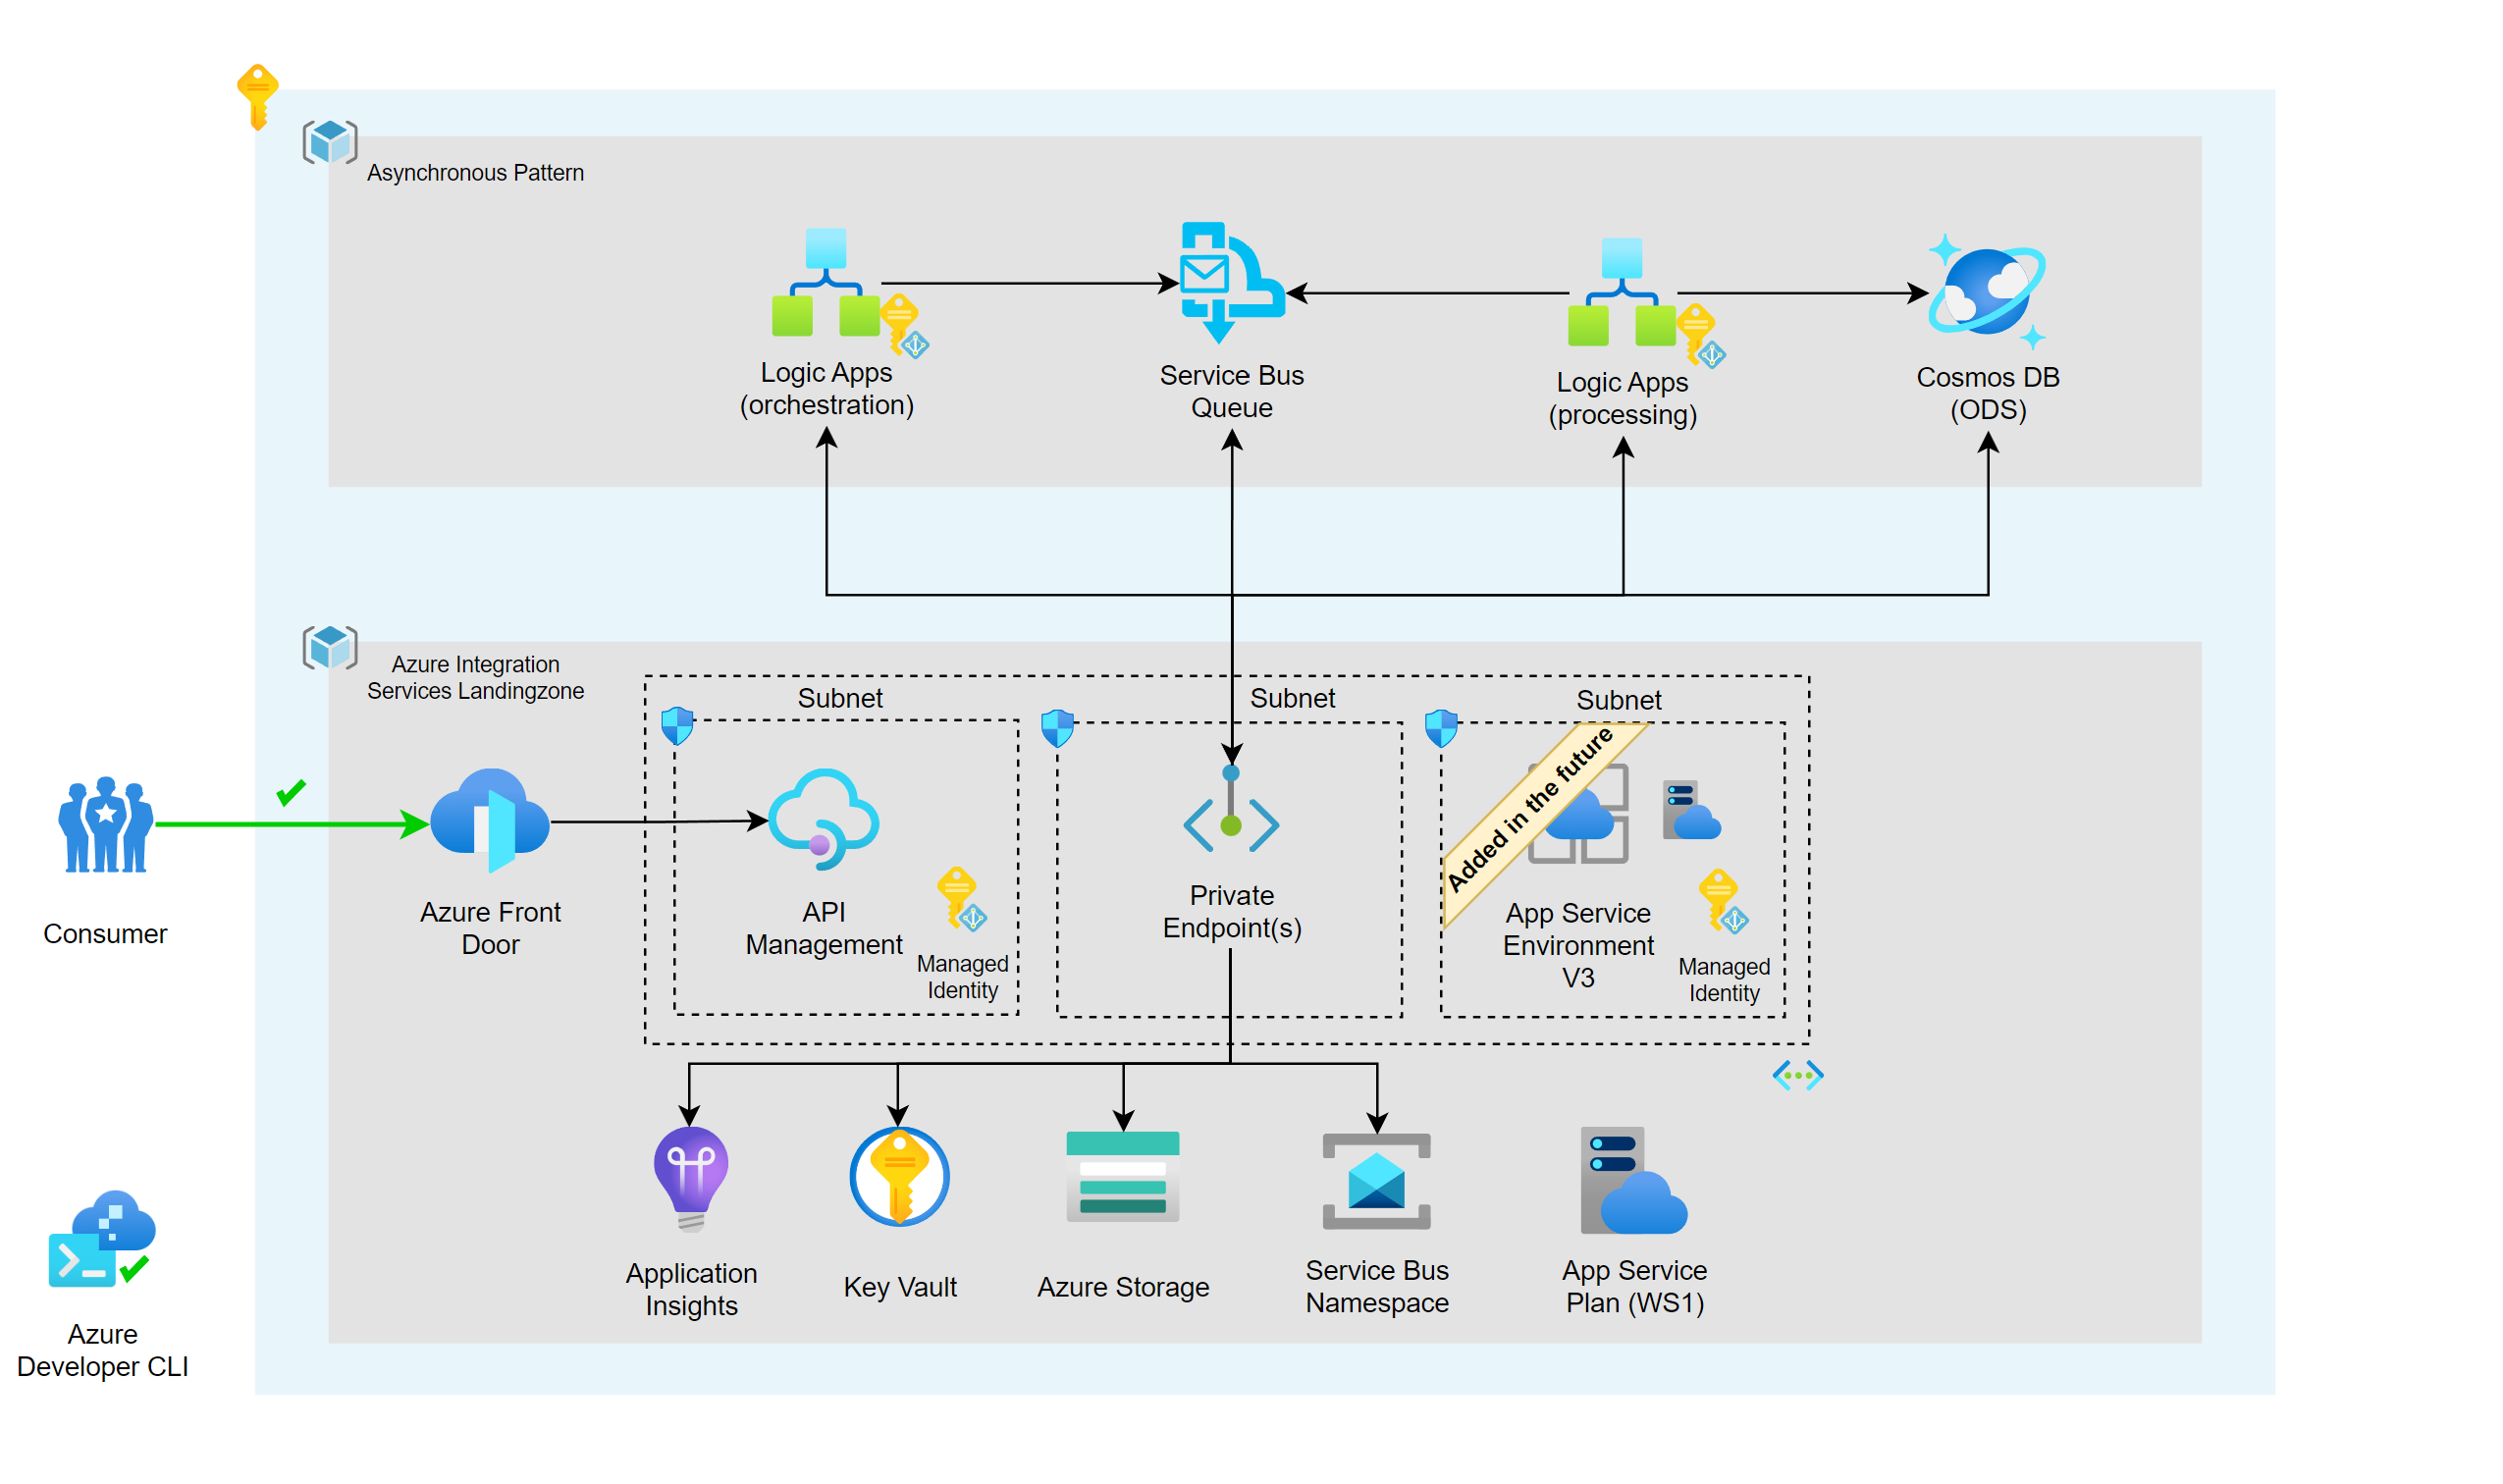 Asynchronous Pattern
Logic Apps
(orchestration)
Service Bus
Queue
Logic Apps
(processing)
Cosmos DB
(ODS)
Azure Integration
Services Landingzone
Subnet
Subnet
Subnet
Added in the future
Consumer
Azure Front
Door
API
Management
Managed
Identity
Private
Endpoint(s)
App Service
Environment
V3
Managed
Identity
Application
Insights
Key Vault
Azure Storage
Service Bus
Namespace
App Service
Plan (WS1)
Azure
Developer CLI